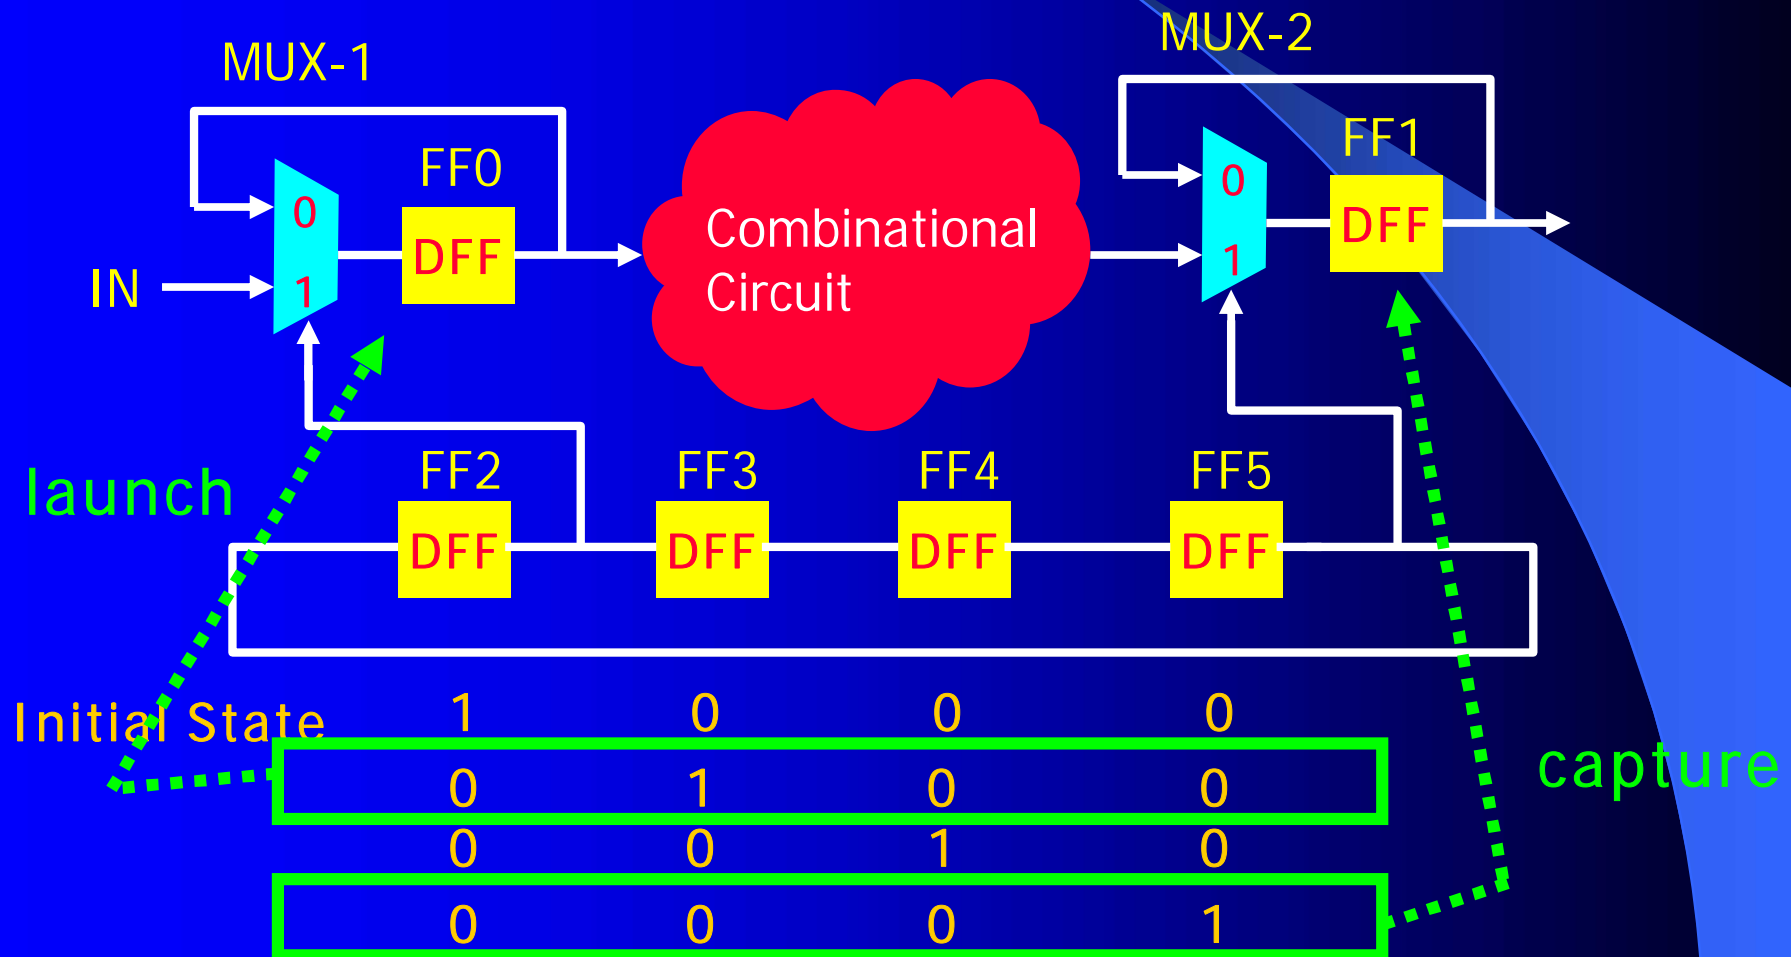 MUX-1
MUX-2
FF0
FF1
0
0
DFF
DFF
Combinational
Circuit
1
IN
1
launch
FF2
FF3
FF4
FF5
DFF
DFF
DFF
DFF
Initial State 1 0 0 0
0 1 0 0
capture
0 0 1 0
0 0 0 1